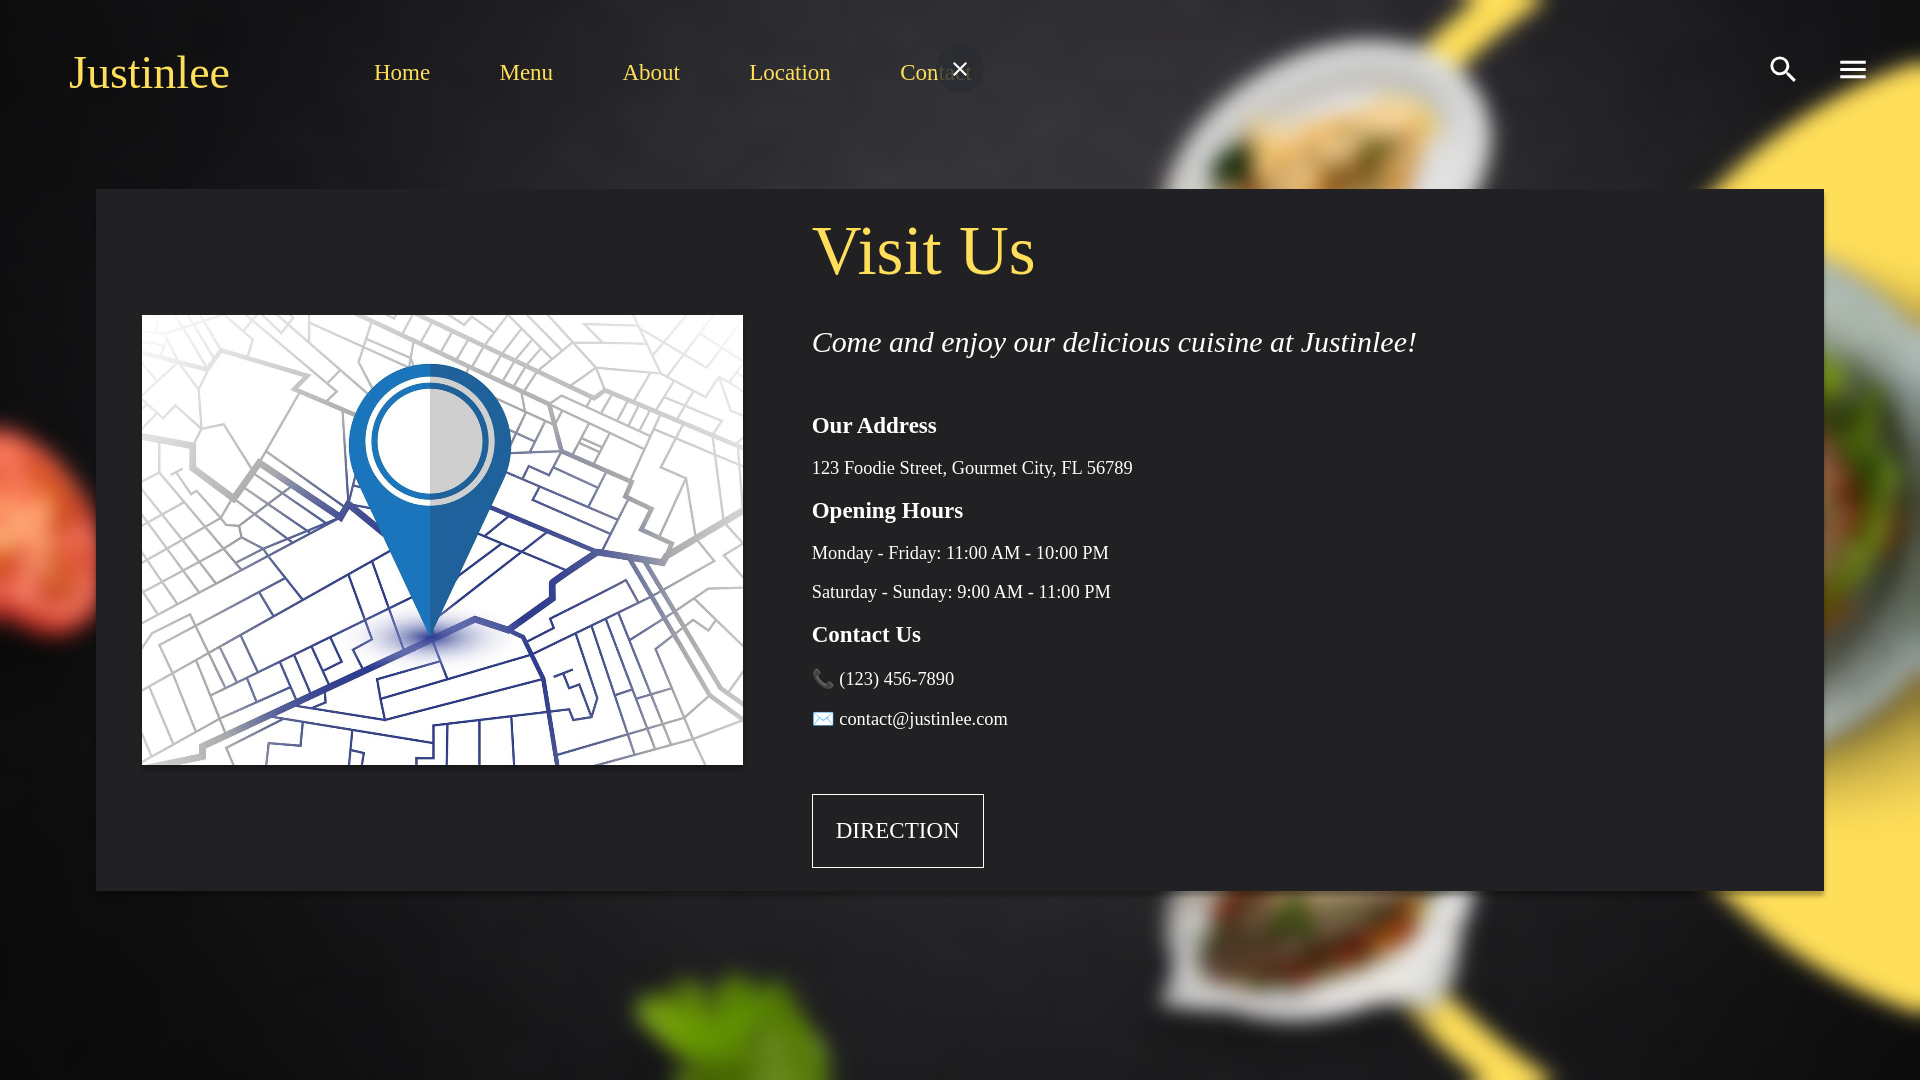 Justinlee
Home Menu About Location Contact
Visit Us
Come and enjoy our delicious cuisine at Justinlee!
Our Address
123 Foodie Street, Gourmet City, FL 56789
Opening Hours
Monday - Friday: 11:00 AM - 10:00 PM
Saturday - Sunday: 9:00 AM - 11:00 PM
Contact Us
📞 (123) 456-7890
✉️ contact@justinlee.com
DIRECTION